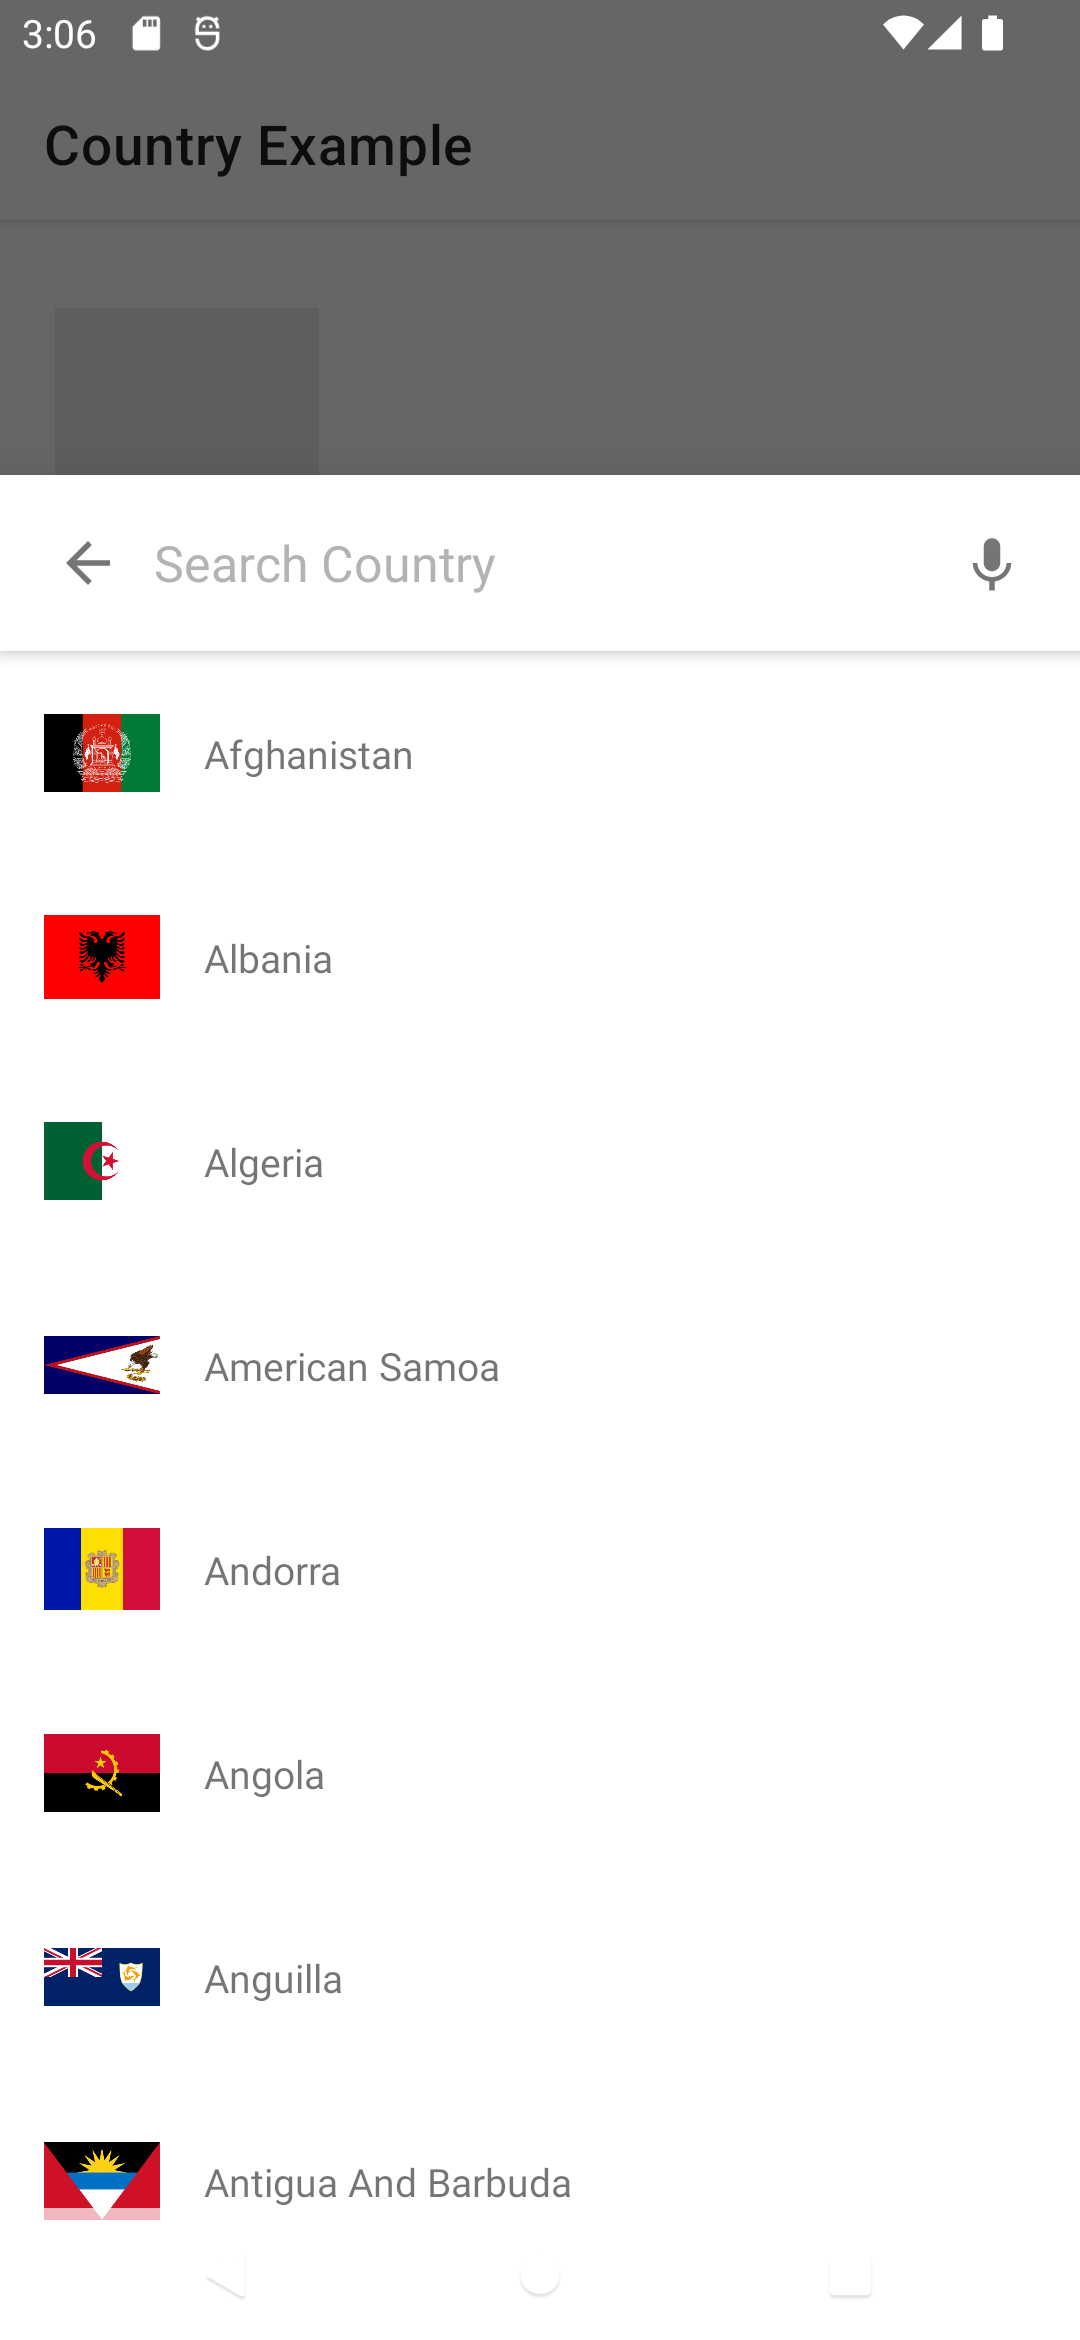 3:06
Country Example
Search Country
Afghanistan
Albania
Algeria
American Samoa
Andorra
Angola
Anguilla
Antigua And Barbuda